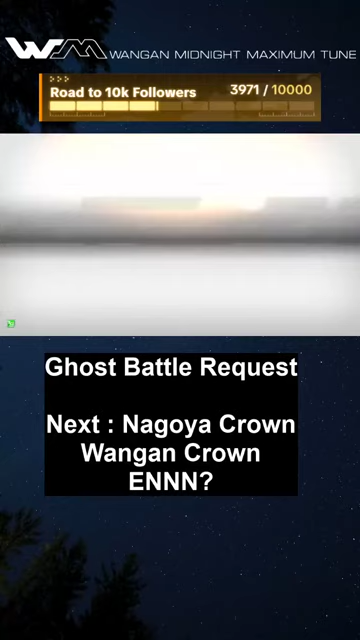 WM WANGAN MIDNIGHT MAXIMUM TUNE
>>>
Road to 10k Followers 3971 / 10000
Ghost Battle Request
Next : Nagoya Crown
Wangan Crown
ENNN?